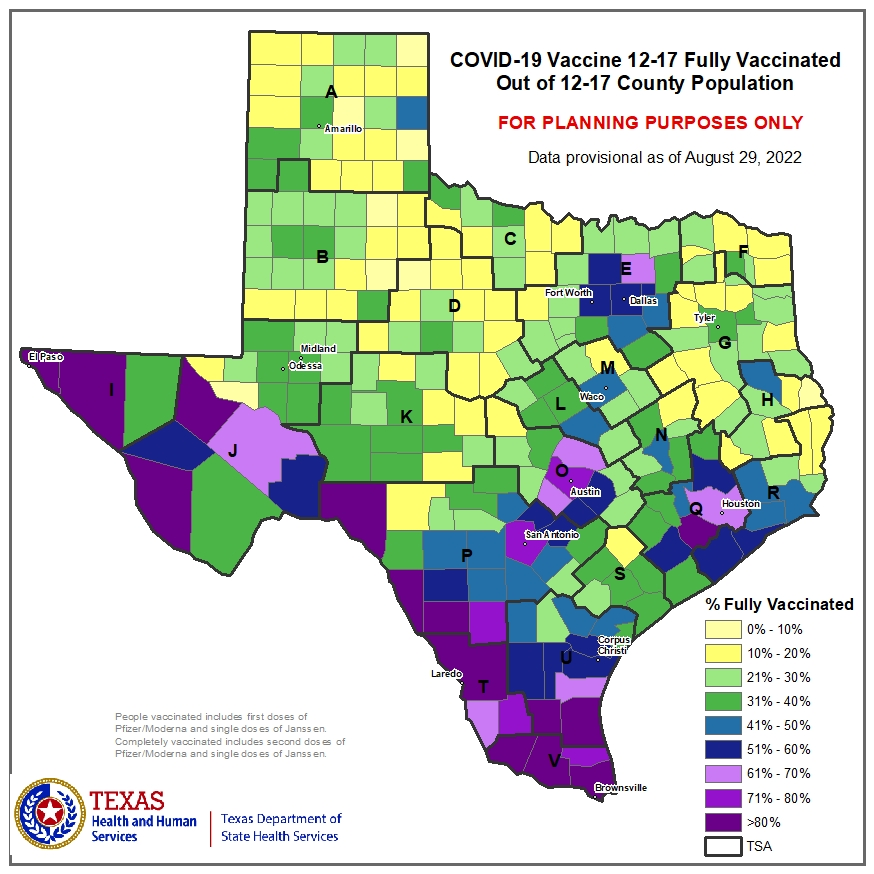 COVID-19 Vaccine 12-17 Fully Vaccinated
Out of 12-17 County Population
FOR PLANNING PURPOSES ONLY
Data provisional as of August 29, 2022
A
Amarillo
B
C
D
E
F
Fort Worth
Dallas
Tyler
G
El Paso
Midland
Odessa
I
J
K
M
Waco
L
H
N
O
Austin
Q
Houston
R
San Antonio
P
S
Corpus
Christi
U
Laredo
T
V
Brownsville
% Fully Vaccinated
0% - 10%
10% - 20%
21% - 30%
31% - 40%
41% - 50%
51% - 60%
61% - 70%
71% - 80%
>80%
TSA
People vaccinated includes first doses of
Pfizer/Moderna and single doses of Janssen.
Completely vaccinated includes second doses of
Pfizer/Moderna and single doses of Janssen.
TEXAS
Health and Human
Services
Texas Department of
State Health Services